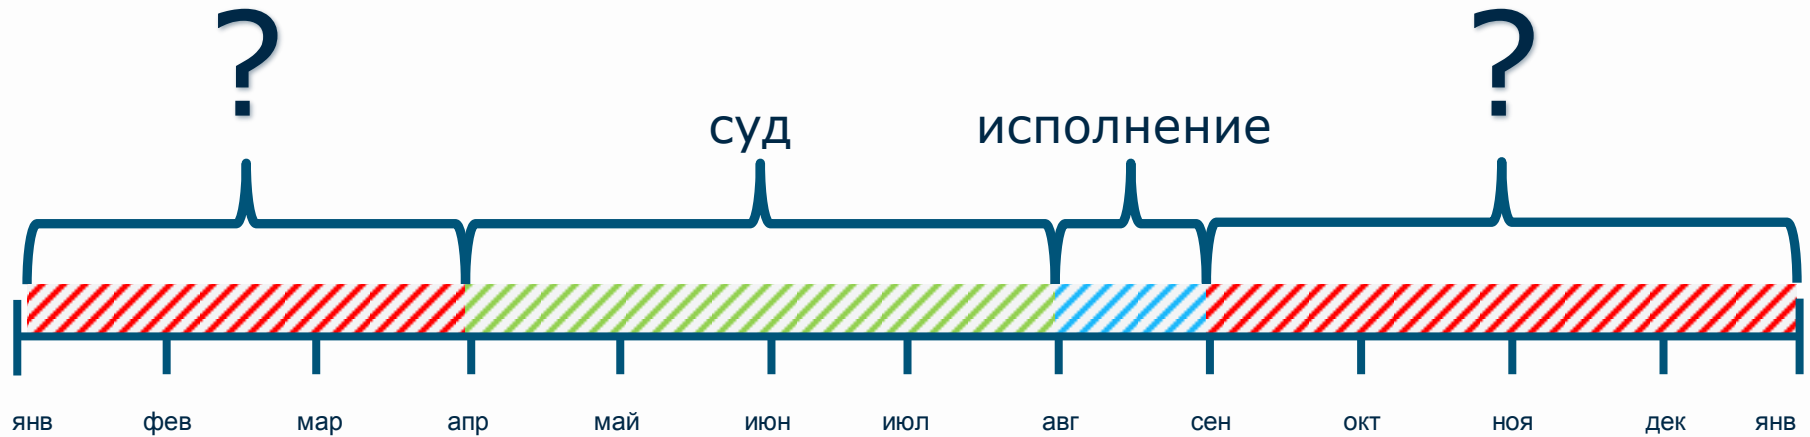 ? ?
суд исполнение
янв фев мар апр май июн июл авг сен окт ноя дек янв